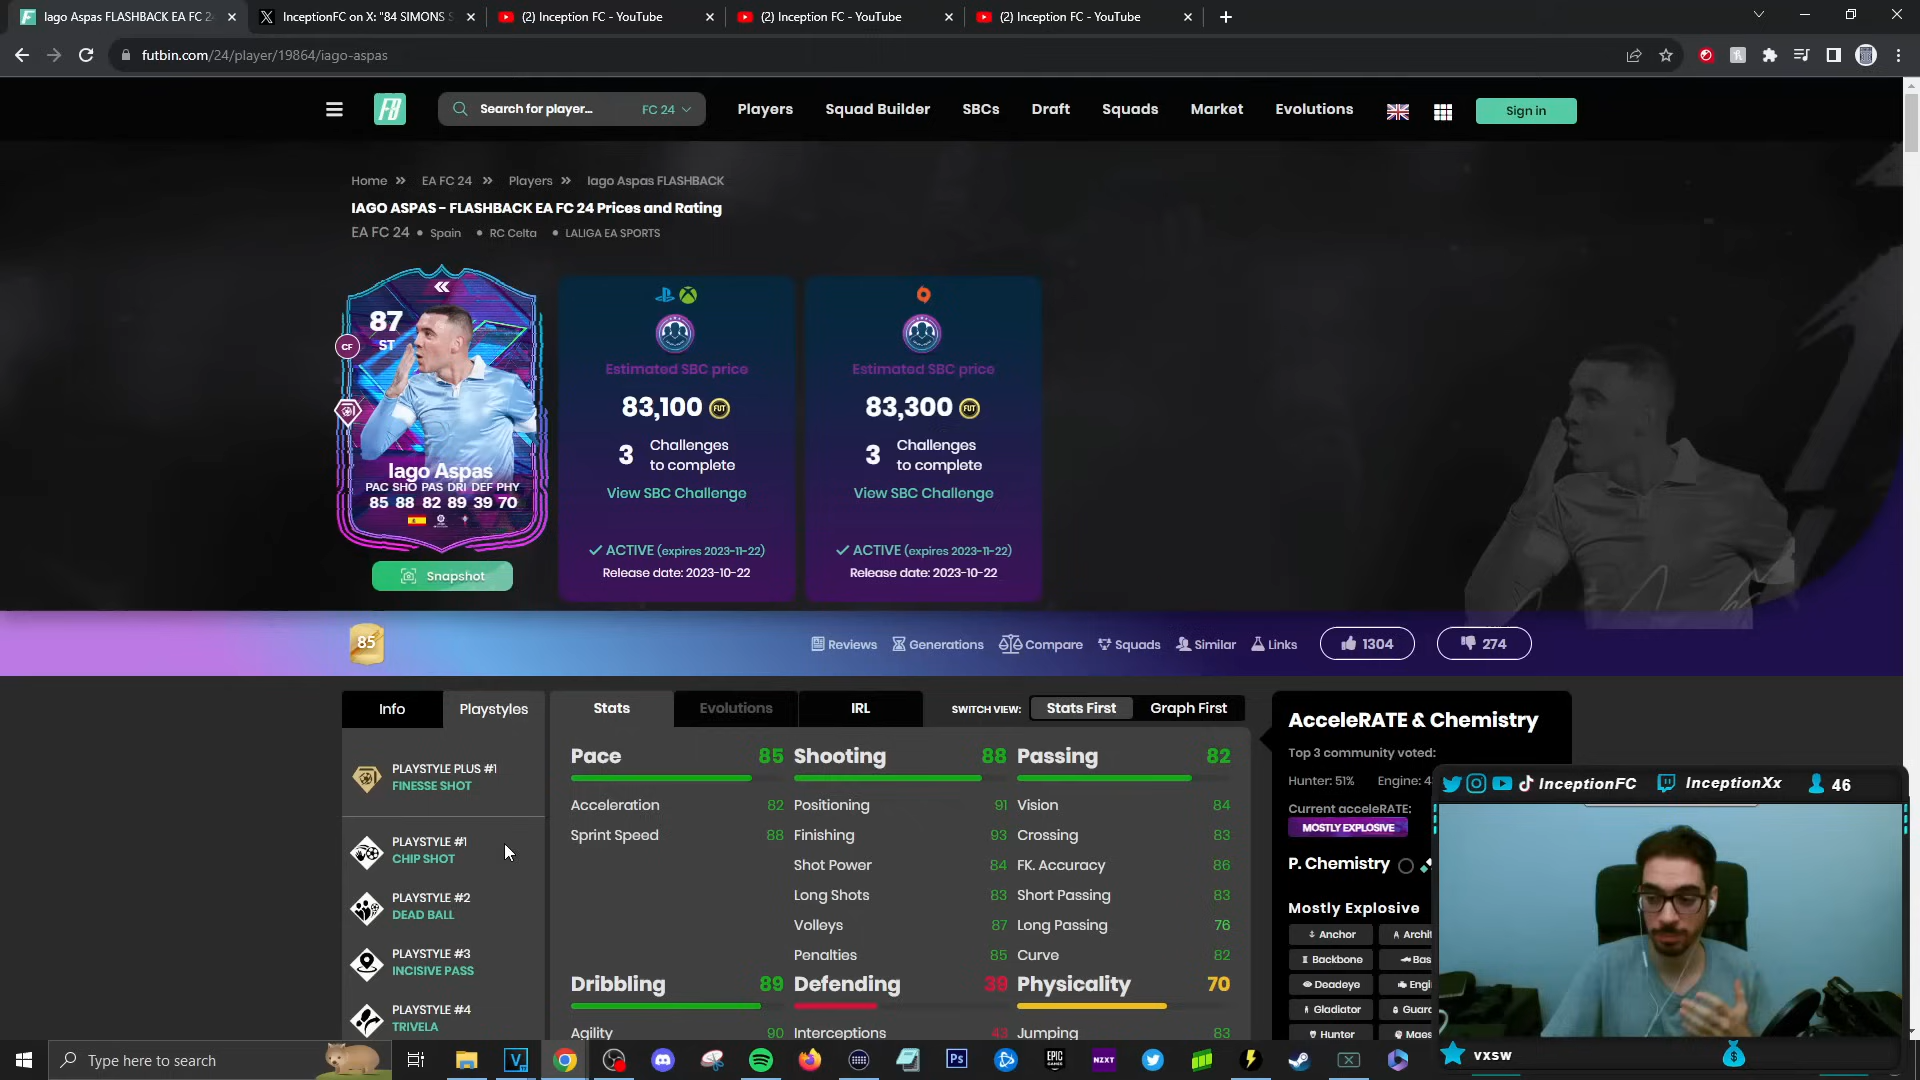 Iago Aspas FLASHBACK EA FC 2
InceptionFC on X: "84 SIMONS S
(2) Inception FC - YouTube
(2) Inception FC - YouTube
(2) Inception FC - YouTube
futbin.com/24/player/19864/iago-aspas
FB
Search for player...
FC 24
Players
Squad Builder
SBCs
Draft
Squads
Market
Evolutions
Sign in
Home » EA FC 24 » Players » Iago Aspas FLASHBACK
IAGO ASPAS - FLASHBACK EA FC 24 Prices and Rating
EA FC 24 • Spain • RC Celta • LALIGA EA SPORTS
87
ST
CF
Iago Aspas
PAC SHO PAS DRI DEF PHY
85 88 82 89 39 70
Snapshot
Estimated SBC price
83,100 FUT
3 Challenges to complete
View SBC Challenge
ACTIVE (expires 2023-11-22)
Release date: 2023-10-22
Estimated SBC price
83,300 FUT
3 Challenges to complete
View SBC Challenge
ACTIVE (expires 2023-11-22)
Release date: 2023-10-22
85
Reviews
Generations
Compare
Squads
Similar
Links
1304
274
Info
Playstyles
Stats
Evolutions
IRL
SWITCH VIEW:
Stats First
Graph First
PLAYSTYLE PLUS #1
FINESSE SHOT
PLAYSTYLE #1
CHIP SHOT
PLAYSTYLE #2
DEAD BALL
PLAYSTYLE #3
INCISIVE PASS
PLAYSTYLE #4
TRIVELA
Pace 85
Acceleration 82
Sprint Speed 88
Shooting 88
Positioning 91
Finishing 93
Shot Power 84
Long Shots 83
Volleys 87
Penalties 85
Passing 82
Vision 84
Crossing 83
FK. Accuracy 86
Short Passing 83
Long Passing 76
Curve 82
Dribbling 89
Agility 90
Defending 39
Interceptions 43
Physicality 70
Jumping 83
AcceleRATE & Chemistry
Top 3 community voted:
Hunter: 51%
Engine: 4
Current acceleRATE:
MOSTLY EXPLOSIVE
P. Chemistry
Mostly Explosive
Anchor
Archi
Backbone
Bas
Deadeye
Engi
Gladiator
Guar
Hunter
Maes
InceptionFC
InceptionXx
46
vxsw
Type here to search
V
Ps
EPIC GAMES
NZXT